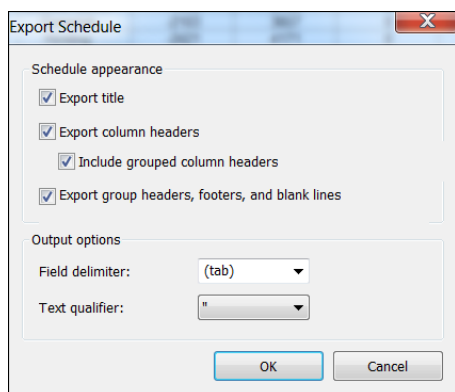 Export Schedule
X
Schedule appearance
Export title
Export column headers
Include grouped column headers
Export group headers, footers, and blank lines
Output options
Field delimiter:
(tab)
Text qualifier:
"
OK
Cancel